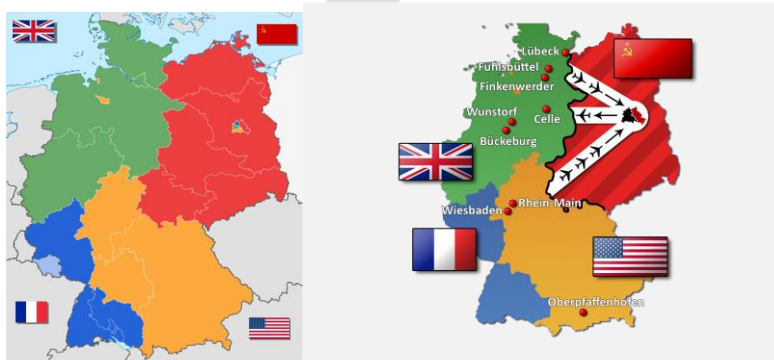 Lübeck
Fuhlsbüttel
Finkenwerder
Wunstorf
Celle
Bückeburg
Rhein-Main
Wiesbaden
Oberpfaffenhofen